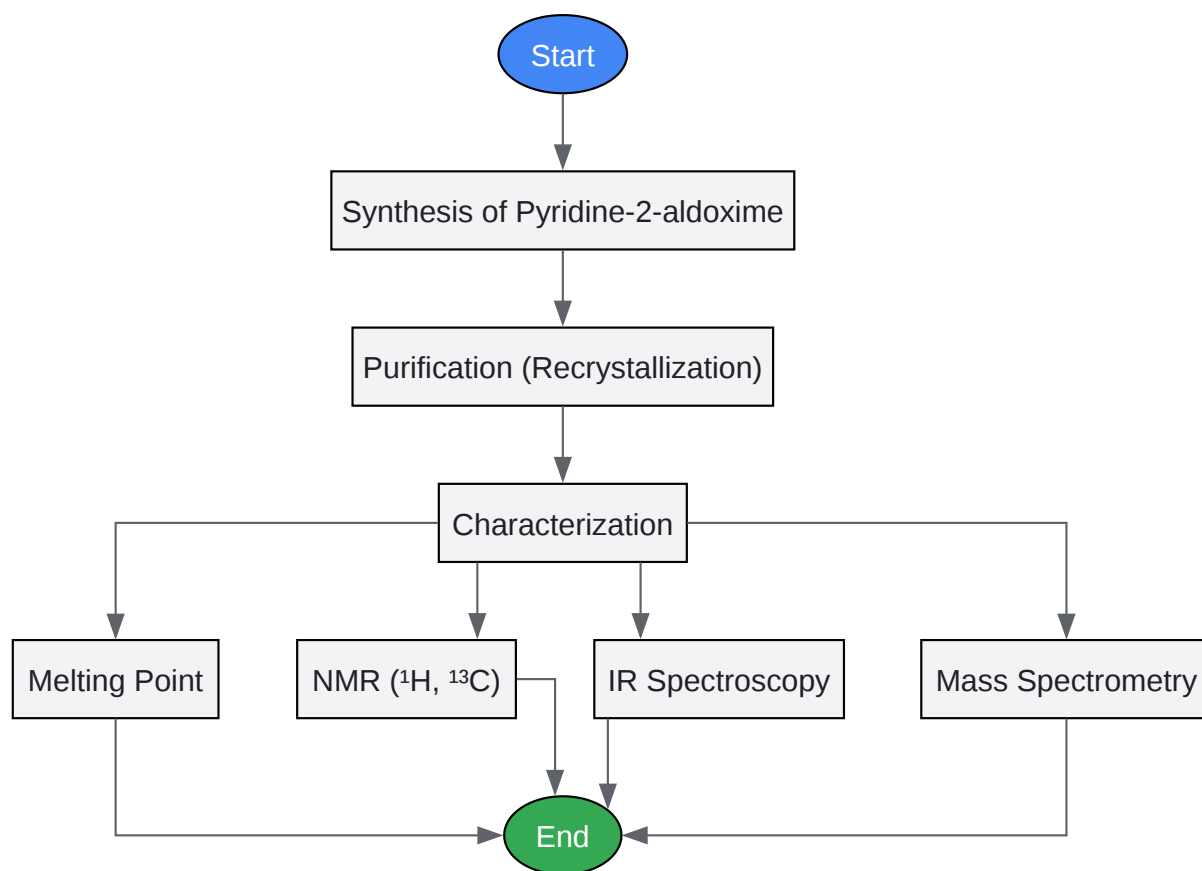 Start
Synthesis of Pyridine-2-aldoxime
Purification (Recrystallization)
Characterization
Melting Point
NMR (¹H, ¹³C)
IR Spectroscopy
Mass Spectrometry
End